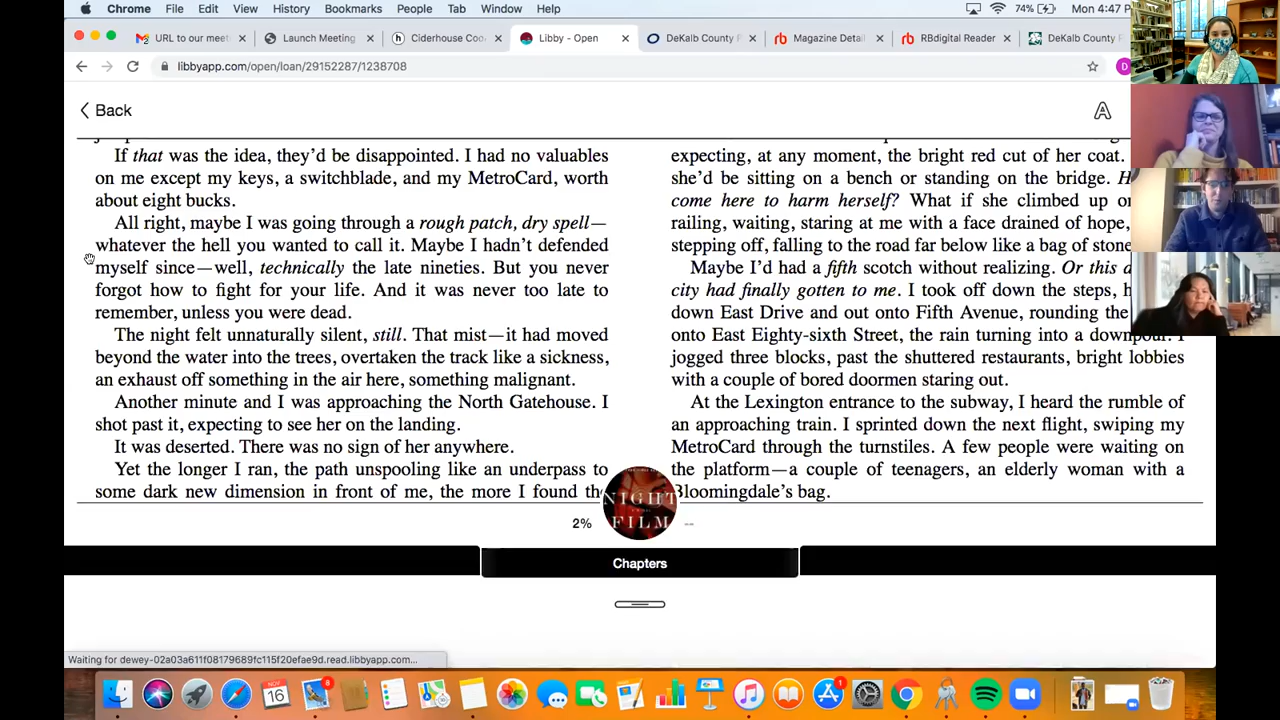 Chrome File Edit View History Bookmarks People Tab Window Help 74% Mon 4:47 P
URL to our mee Launch Meeting Ciderhouse Coo Libby - Open DeKalb County P Magazine Detai RBdigital Reader DeKalb County P
libbyapp.com/open/loan/29152287/1238708 D
Back A
If that was the idea, they'd be disappointed. I had no valuables
on me except my keys, a switchblade, and my MetroCard, worth
about eight bucks.
All right, maybe I was going through a rough patch, dry spell—
whatever the hell you wanted to call it. Maybe I hadn't defended
myself since—well, technically the late nineties. But you never
forgot how to fight for your life. And it was never too late to
remember, unless you were dead.
The night felt unnaturally silent, still. That mist—it had moved
beyond the water into the trees, overtaken the track like a sickness,
an exhaust off something in the air here, something malignant.
Another minute and I was approaching the North Gatehouse. I
shot past it, expecting to see her on the landing.
It was deserted. There was no sign of her anywhere.
Yet the longer I ran, the path unspooling like an underpass to
some dark new dimension in front of me, the more I found th
expecting, at any moment, the bright red cut of her coat.
she'd be sitting on a bench or standing on the bridge. H
come here to harm herself? What if she climbed up on
railing, waiting, staring at me with a face drained of hope,
stepping off, falling to the road far below like a bag of stone
Maybe I'd had a fifth scotch without realizing. Or this d
city had finally gotten to me. I took off down the steps, h
down East Drive and out onto Fifth Avenue, rounding the
onto East Eighty-sixth Street, the rain turning into a downpour. I
jogged three blocks, past the shuttered restaurants, bright lobbies
with a couple of bored doormen staring out.
At the Lexington entrance to the subway, I heard the rumble of
an approaching train. I sprinted down the next flight, swiping my
MetroCard through the turnstiles. A few people were waiting on
the platform—a couple of teenagers, an elderly woman with a
Bloomingdale's bag.
NIGHT
FILM
2%
Chapters
Waiting for dewey-02a03a611f08179689fc115f20efae9d.read.libbyapp.com...
NOV
16
8
1